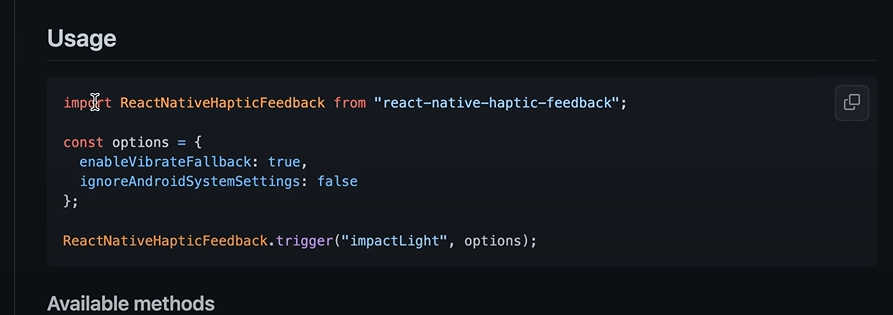 Usage
import ReactNativeHapticFeedback from "react-native-haptic-feedback";
const options = {
enableVibrateFallback: true,
ignoreAndroidSystemSettings: false
};
ReactNativeHapticFeedback.trigger("impactLight", options);
Available methods